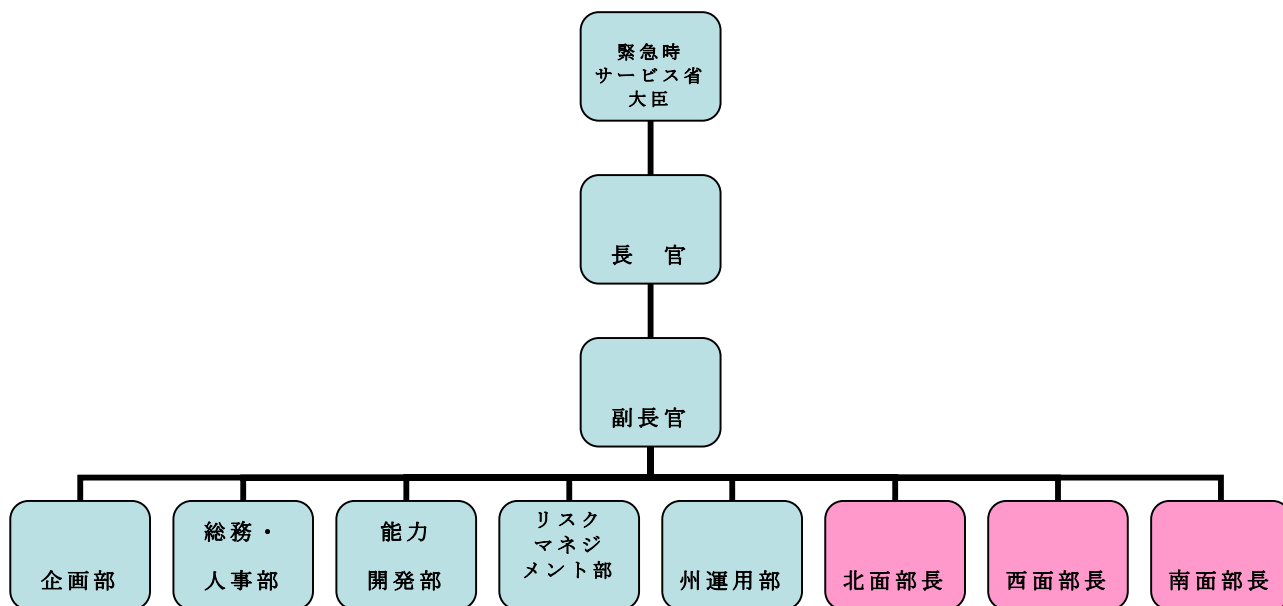 緊急時
サービス省
大臣
長　官
副長官
企画部
総務・
人事部
能力
開発部
リスク
マネジ
メント部
州運用部
北面部長
西面部長
南面部長